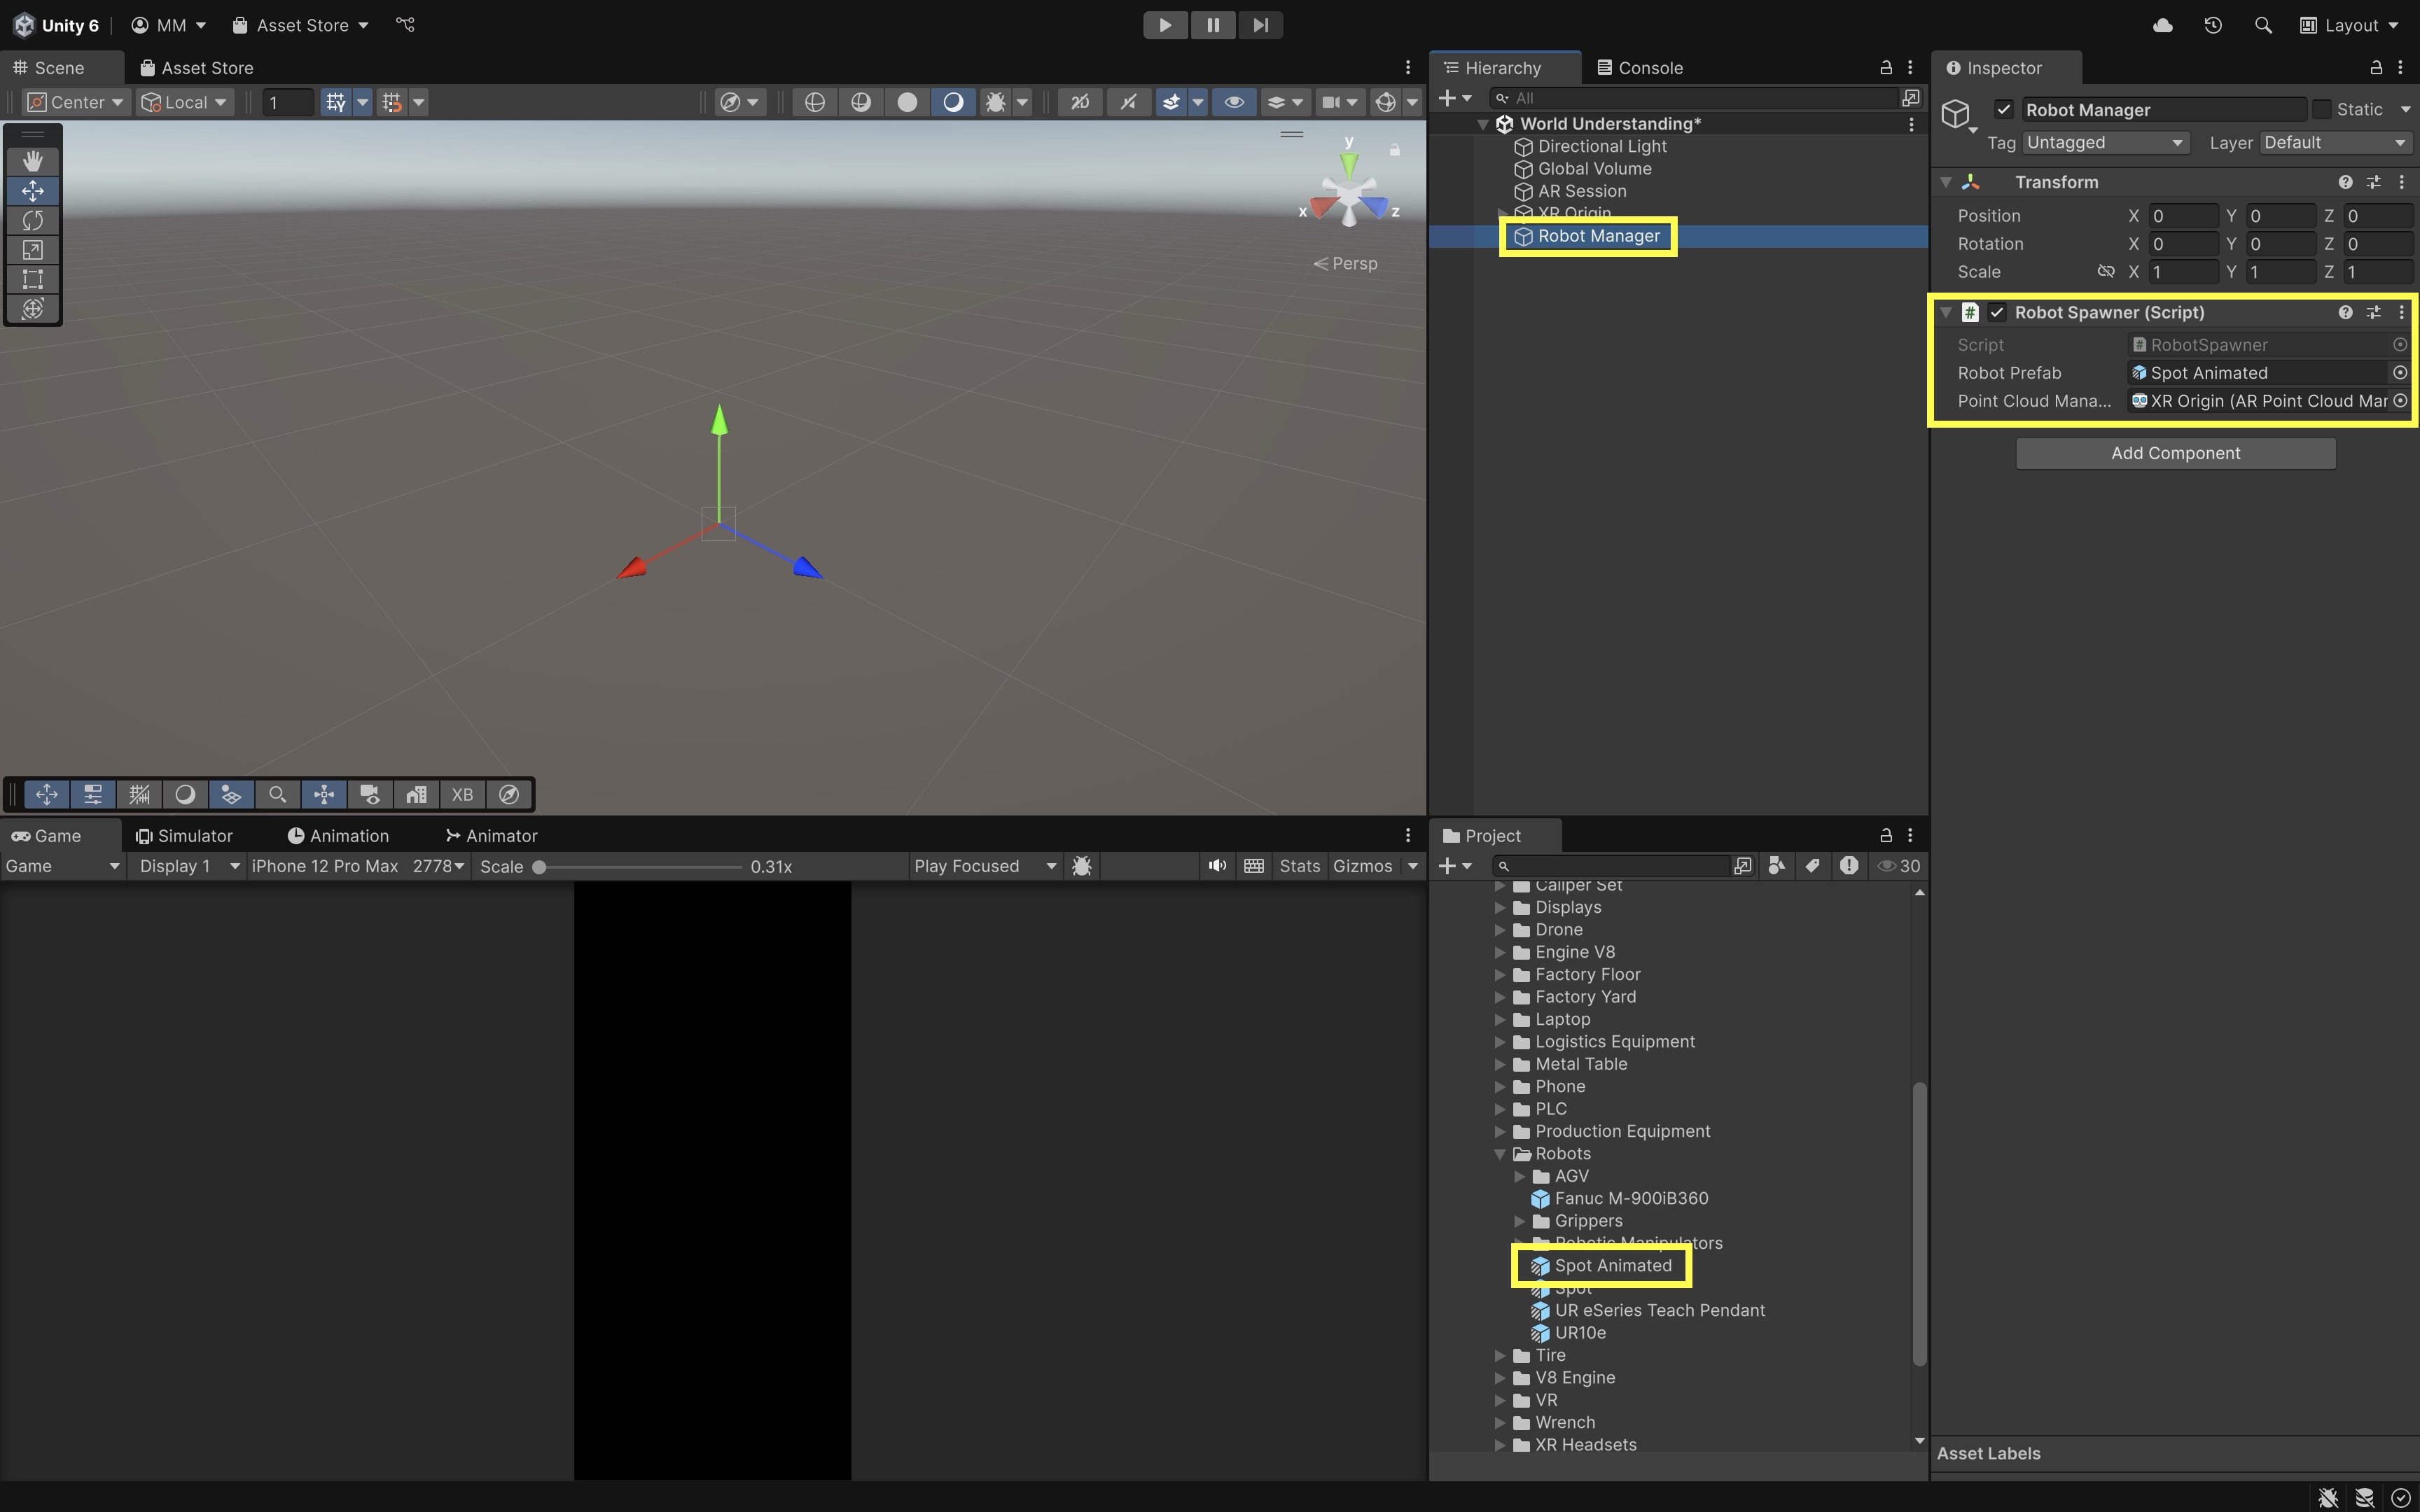 Unity 6 MM Asset Store Layout
Scene Asset Store
Center Local 1 2D
y
x z
Persp
XB
Hierarchy Console
All
World Understanding*
Directional Light
Global Volume
AR Session
XR Origin
Robot Manager
Inspector
Robot Manager Static
Tag Untagged Layer Default
Transform
Position X 0 Y 0 Z 0
Rotation X 0 Y 0 Z 0
Scale X 1 Y 1 Z 1
# Robot Spawner (Script)
Script RobotSpawner
Robot Prefab Spot Animated
Point Cloud Mana... XR Origin (AR Point Cloud Mar
Add Component
Game Simulator Animation Animator
Game Display 1 iPhone 12 Pro Max 2778 Scale 0.31x Play Focused Stats Gizmos
Project
30
Caliper Set
Displays
Drone
Engine V8
Factory Floor
Factory Yard
Laptop
Logistics Equipment
Metal Table
Phone
PLC
Production Equipment
Robots
AGV
Fanuc M-900iB360
Grippers
Robotic Manipulators
Spot Animated
Spot
UR eSeries Teach Pendant
UR10e
Tire
V8 Engine
VR
Wrench
XR Headsets
Asset Labels